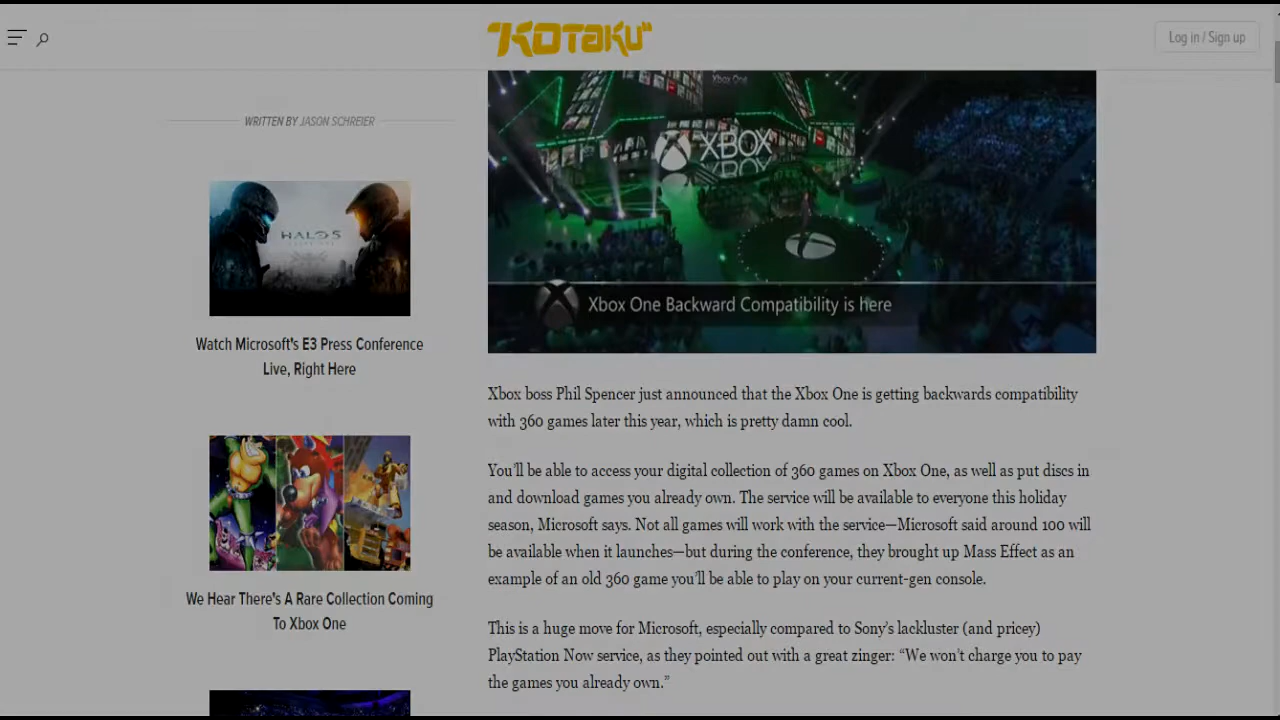 "KOTAKU"
Log in / Sign up
WRITTEN BY JASON SCHREIER
HALO 5
Watch Microsoft's E3 Press Conference
Live, Right Here
We Hear There's A Rare Collection Coming
To Xbox One
Xbox One
XBOX
Xbox One Backward Compatibility is here
Xbox boss Phil Spencer just announced that the Xbox One is getting backwards compatibility
with 360 games later this year, which is pretty damn cool.
You'll be able to access your digital collection of 360 games on Xbox One, as well as put discs in
and download games you already own. The service will be available to everyone this holiday
season, Microsoft says. Not all games will work with the service—Microsoft said around 100 will
be available when it launches—but during the conference, they brought up Mass Effect as an
example of an old 360 game you'll be able to play on your current-gen console.
This is a huge move for Microsoft, especially compared to Sony's lackluster (and pricey)
PlayStation Now service, as they pointed out with a great zinger: “We won't charge you to pay
the games you already own.”